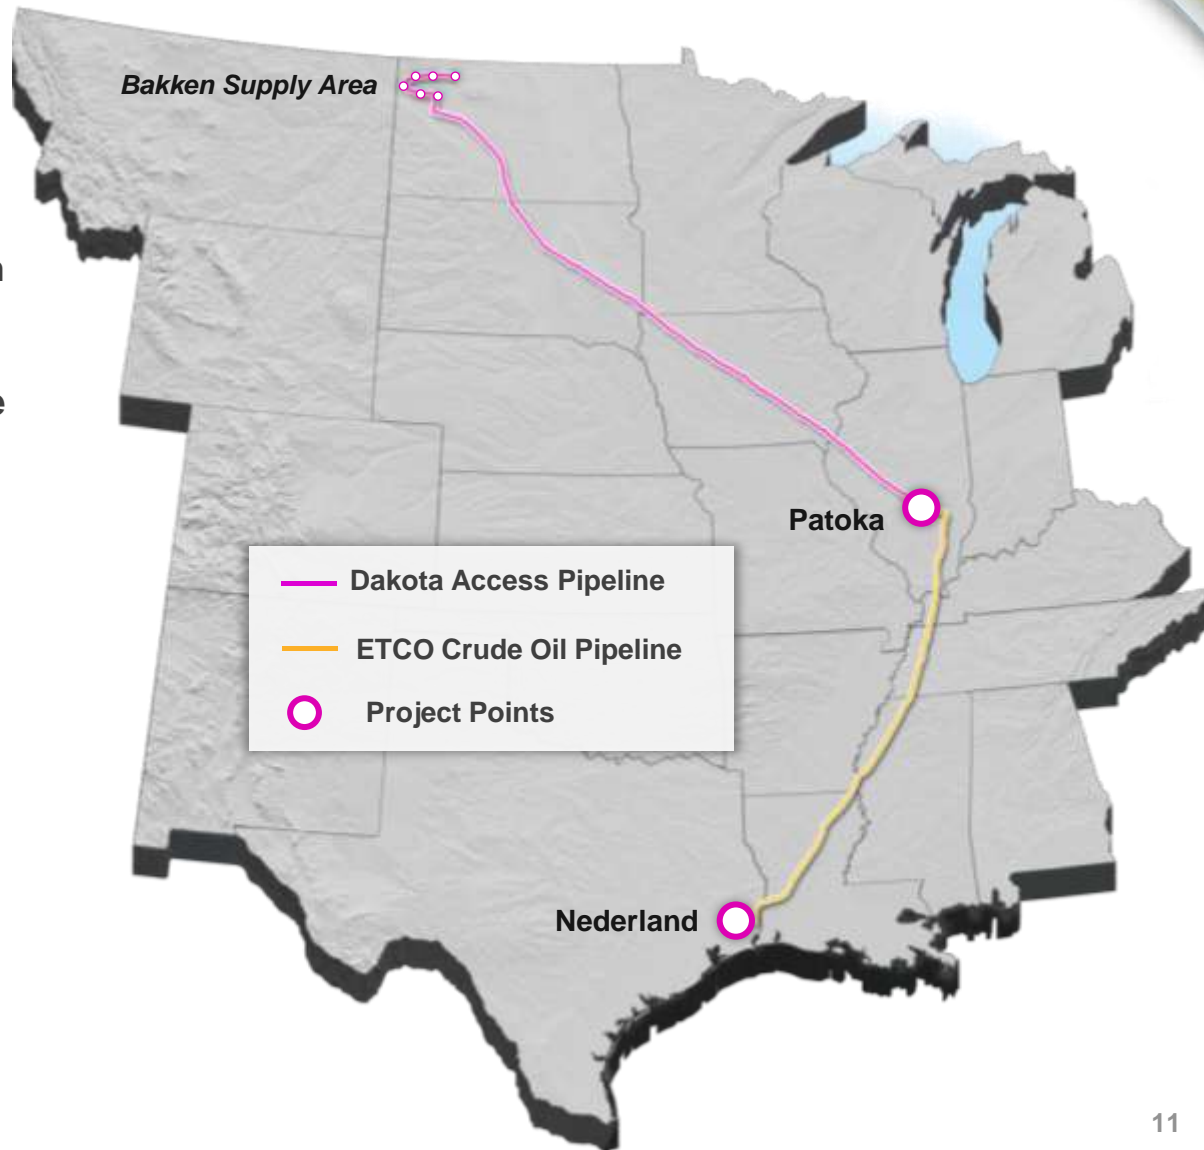 Bakken Supply Area
Patoka
Dakota Access Pipeline
ETCO Crude Oil Pipeline
Project Points
Nederland
11